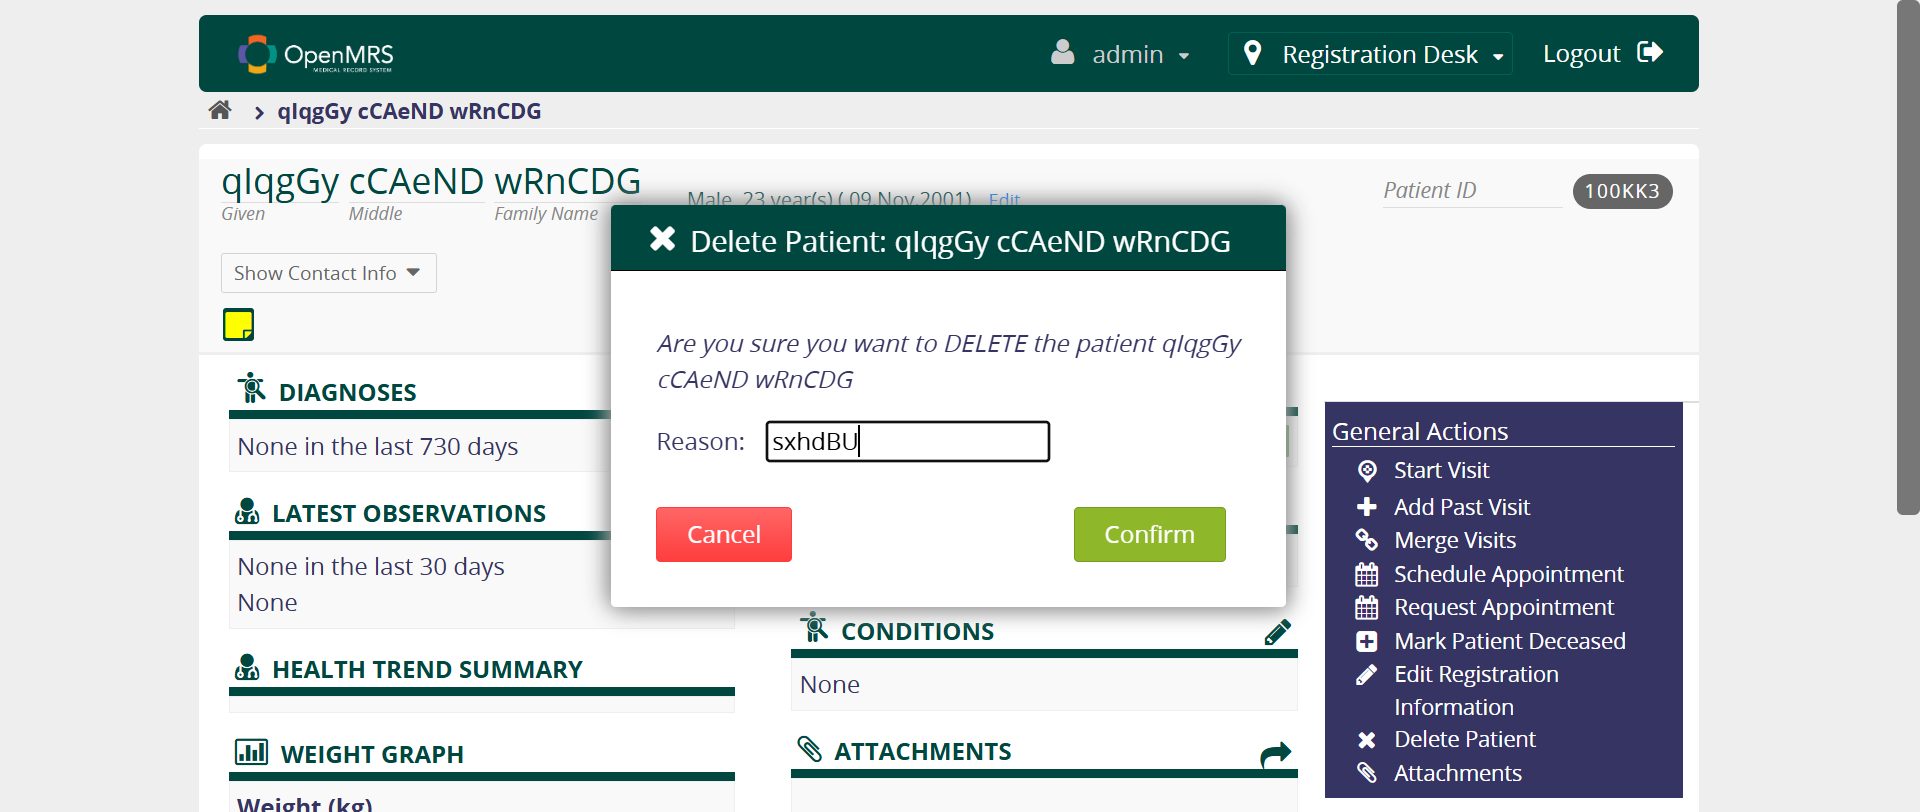 OpenMRS
MEDICAL RECORD SYSTEM
admin
Registration Desk
Logout
qIqgGy cCAeND wRnCDG
qIqgGy cCAeND wRnCDG
Given Middle Family Name
Male 23 year(s) ( 09.Nov.2001) Edit
Patient ID
100KK3
Show Contact Info
Delete Patient: qIqgGy cCAeND wRnCDG
Are you sure you want to DELETE the patient qIqgGy
cCAeND wRnCDG
Reason: sxhdBU
Cancel
Confirm
DIAGNOSES
None in the last 730 days
LATEST OBSERVATIONS
None in the last 30 days
None
HEALTH TREND SUMMARY
WEIGHT GRAPH
Weight (kg)
CONDITIONS
None
ATTACHMENTS
General Actions
Start Visit
Add Past Visit
Merge Visits
Schedule Appointment
Request Appointment
Mark Patient Deceased
Edit Registration
Information
Delete Patient
Attachments